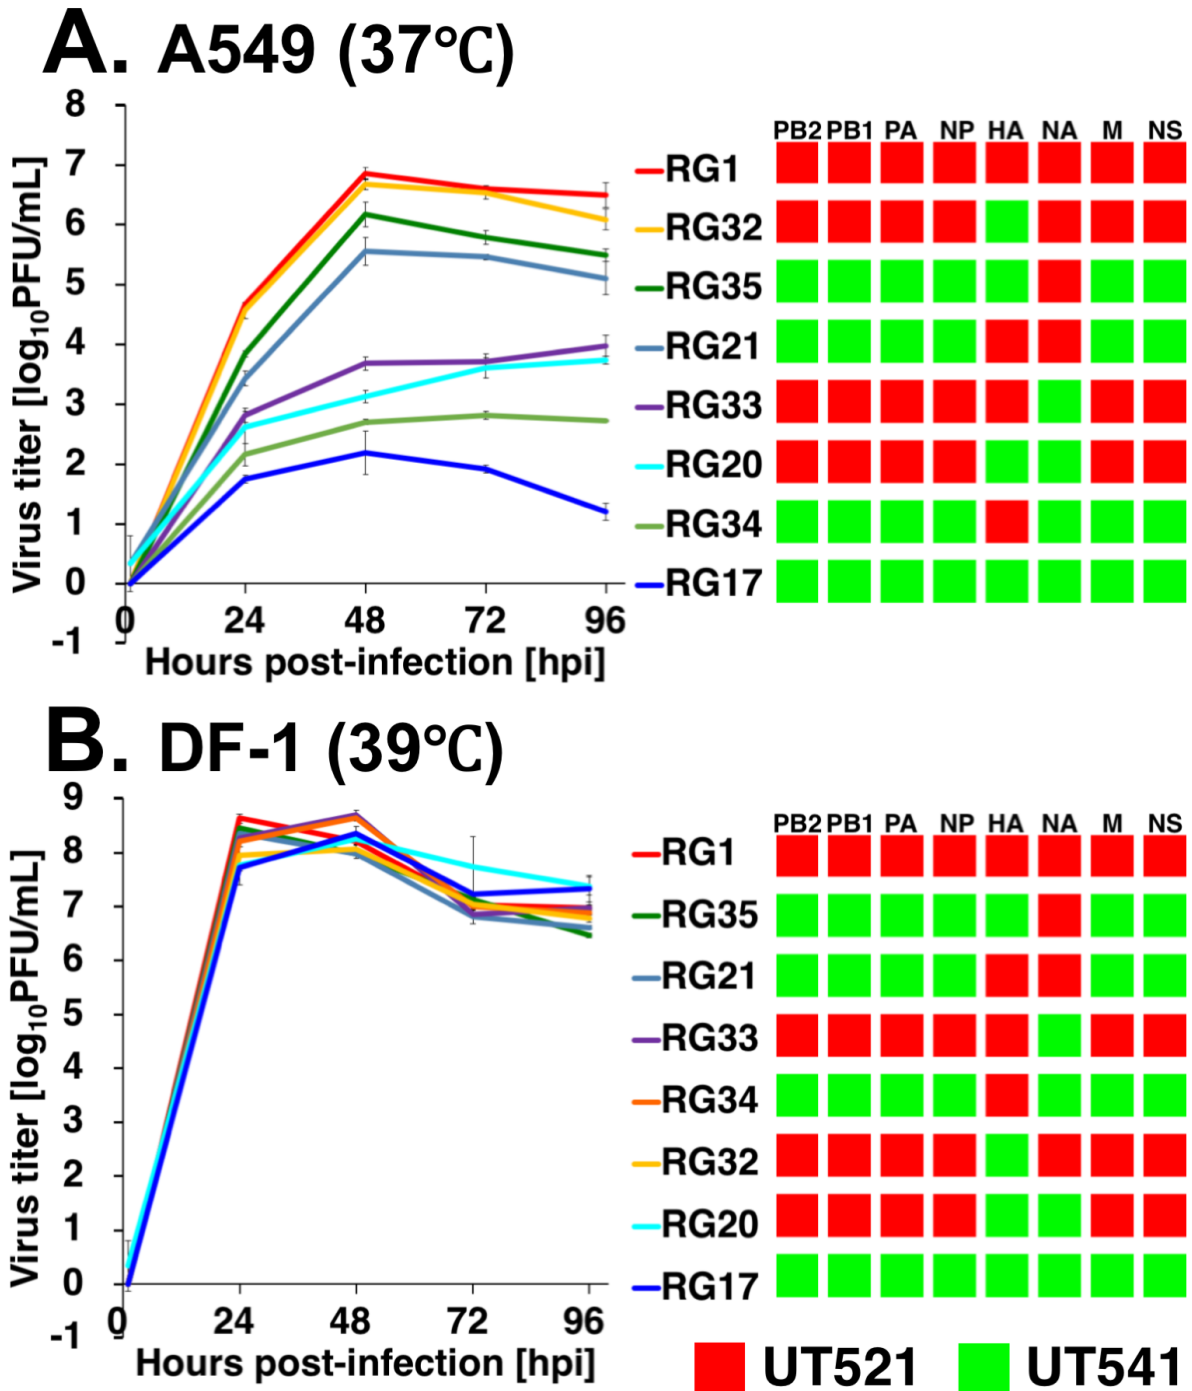 A. A549 (37℃)
8
7
6
5
4
3
2
1
0
-1
Virus titer [log10PFU/mL]
0 24 48 72 96
Hours post-infection [hpi]
PB2 PB1 PA NP HA NA M NS
RG1
RG32
RG35
RG21
RG33
RG20
RG34
RG17
B. DF-1 (39℃)
9
8
7
6
5
4
3
2
1
0
-1
Virus titer [log10PFU/mL]
0 24 48 72 96
Hours post-infection [hpi]
PB2 PB1 PA NP HA NA M NS
RG1
RG35
RG21
RG33
RG34
RG32
RG20
RG17
UT521 UT541